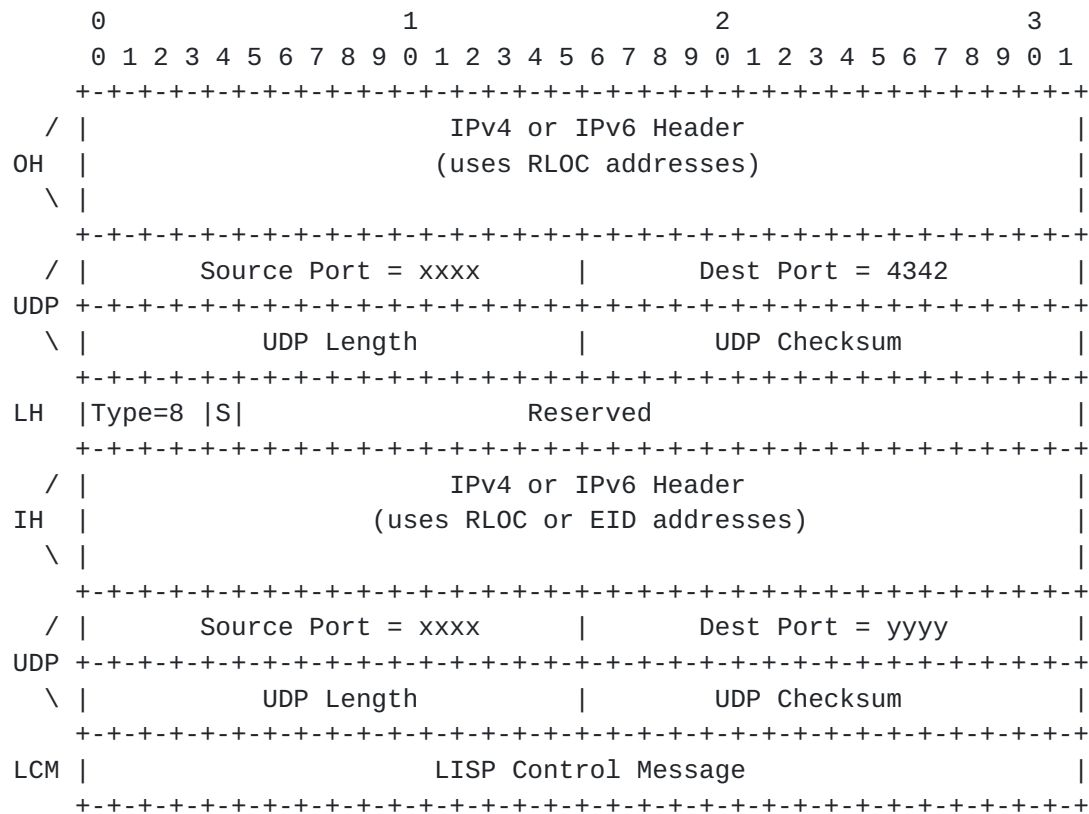 0                   1                   2                   3
      0 1 2 3 4 5 6 7 8 9 0 1 2 3 4 5 6 7 8 9 0 1 2 3 4 5 6 7 8 9 0 1
     +-+-+-+-+-+-+-+-+-+-+-+-+-+-+-+-+-+-+-+-+-+-+-+-+-+-+-+-+-+-+-+-+
   / |                       IPv4 or IPv6 Header                     |
OH   |                      (uses RLOC addresses)                    |
   \ |                                                               |
     +-+-+-+-+-+-+-+-+-+-+-+-+-+-+-+-+-+-+-+-+-+-+-+-+-+-+-+-+-+-+-+-+
   / |       Source Port = xxxx      |       Dest Port = 4342        |
UDP  +-+-+-+-+-+-+-+-+-+-+-+-+-+-+-+-+-+-+-+-+-+-+-+-+-+-+-+-+-+-+-+-+
   \ |           UDP Length          |        UDP Checksum           |
     +-+-+-+-+-+-+-+-+-+-+-+-+-+-+-+-+-+-+-+-+-+-+-+-+-+-+-+-+-+-+-+-+
LH   |Type=8 |S|                  Reserved                           |
     +-+-+-+-+-+-+-+-+-+-+-+-+-+-+-+-+-+-+-+-+-+-+-+-+-+-+-+-+-+-+-+-+
   / |                       IPv4 or IPv6 Header                     |
IH   |                  (uses RLOC or EID addresses)                 |
   \ |                                                               |
     +-+-+-+-+-+-+-+-+-+-+-+-+-+-+-+-+-+-+-+-+-+-+-+-+-+-+-+-+-+-+-+-+
   / |       Source Port = xxxx      |       Dest Port = yyyy        |
UDP  +-+-+-+-+-+-+-+-+-+-+-+-+-+-+-+-+-+-+-+-+-+-+-+-+-+-+-+-+-+-+-+-+
   \ |           UDP Length          |        UDP Checksum           |
     +-+-+-+-+-+-+-+-+-+-+-+-+-+-+-+-+-+-+-+-+-+-+-+-+-+-+-+-+-+-+-+-+
LCM  |                      LISP Control Message                     |
     +-+-+-+-+-+-+-+-+-+-+-+-+-+-+-+-+-+-+-+-+-+-+-+-+-+-+-+-+-+-+-+-+